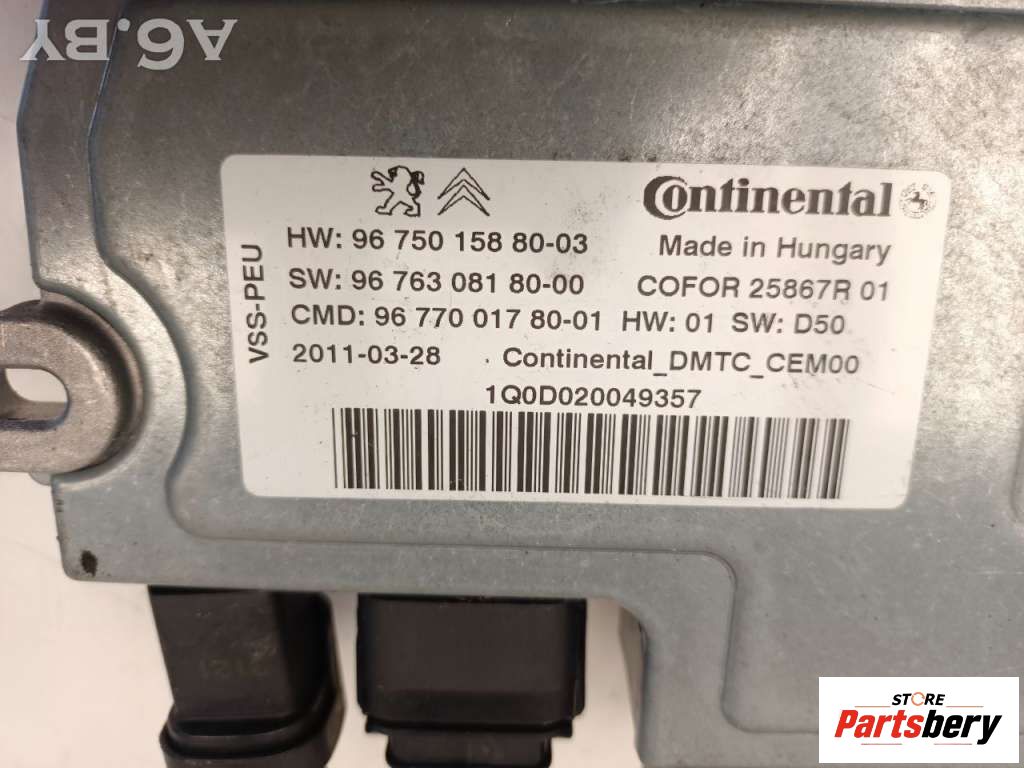 A6.BY
Continental
HW: 96 750 158 80-03
Made in Hungary
SW: 96 763 081 80-00
COFOR 25867R 01
CMD: 96 770 017 80-01 HW: 01 SW: D50
2011-03-28 . Continental_DMTC_CEM00
1Q0D020049357
VSS-PEU
STORE
Partsbery